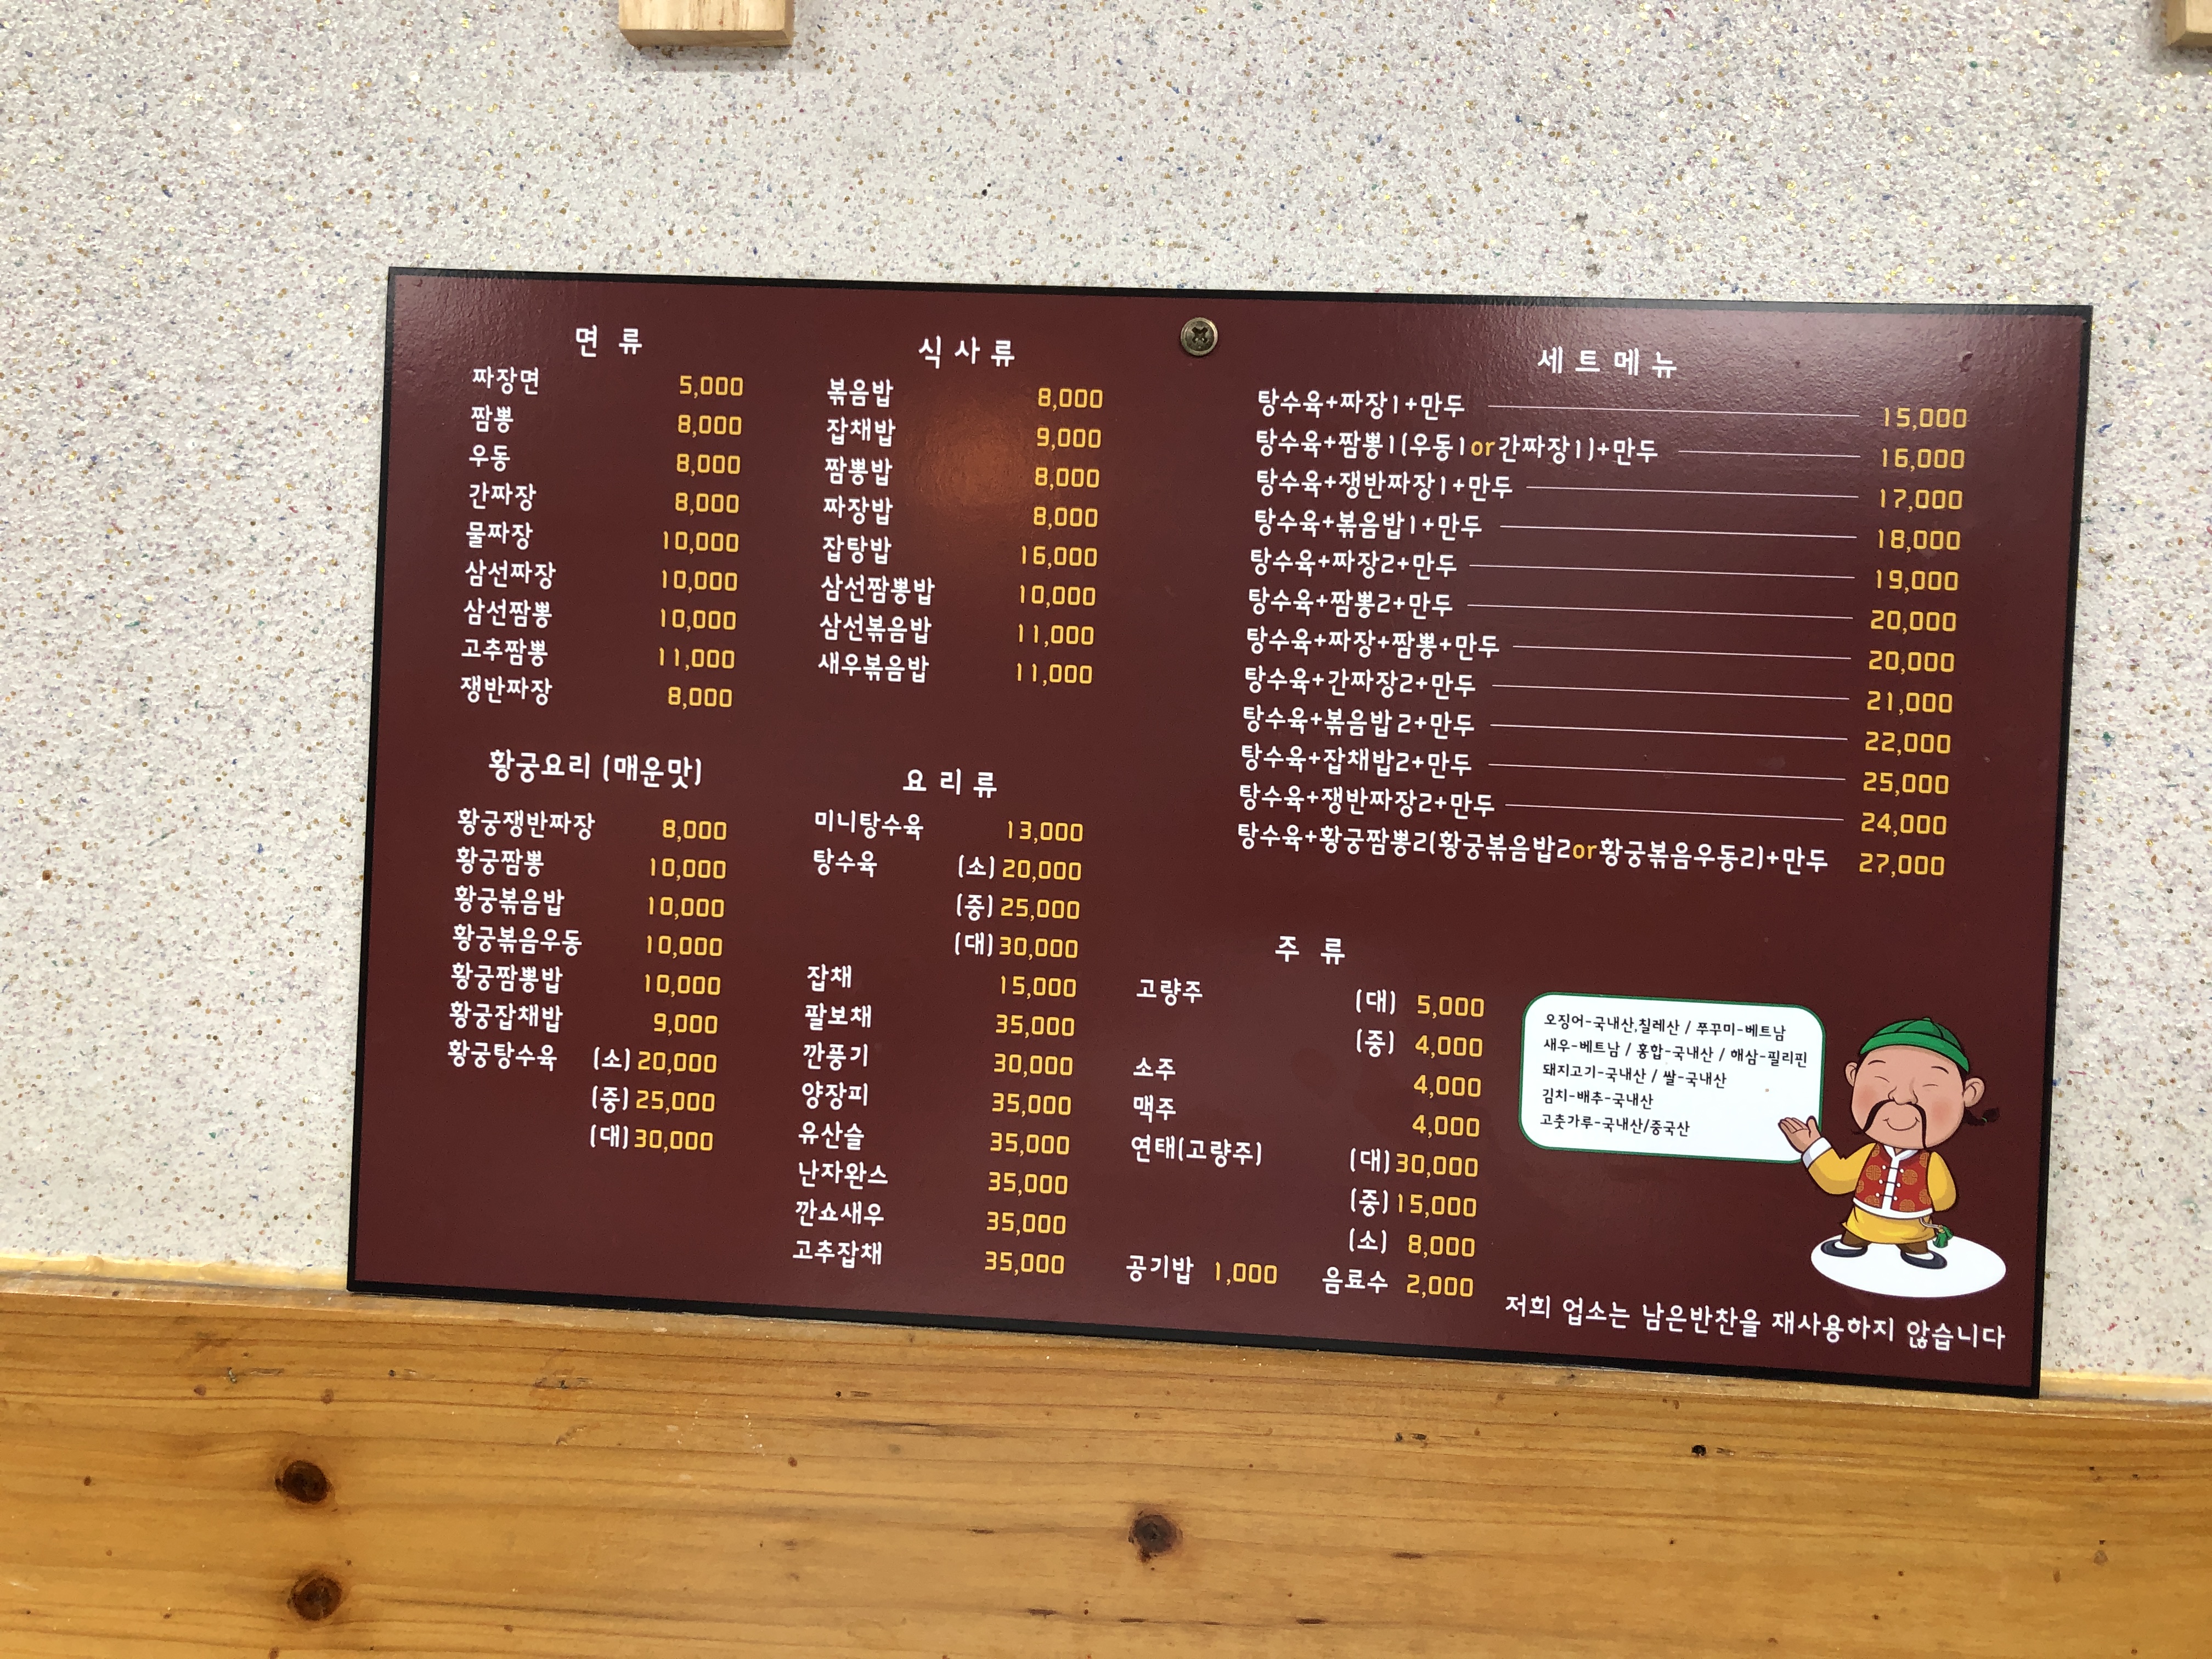 면 류
짜장면 5,000
짬뽕 8,000
우동 8,000
간짜장 8,000
물짜장 10,000
삼선짜장 10,000
삼선짬뽕 10,000
고추짬뽕 11,000
쟁반짜장 8,000
식 사 류
볶음밥 8,000
잡채밥 9,000
짬뽕밥 8,000
짜장밥 8,000
잡탕밥 16,000
삼선짬뽕밥 10,000
삼선볶음밥 11,000
새우볶음밥 11,000
세 트 메 뉴
탕수육+짜장1+만두 15,000
탕수육+짬뽕1(우동1or간짜장1)+만두 16,000
탕수육+쟁반짜장1+만두 17,000
탕수육+볶음밥1+만두 18,000
탕수육+짜장2+만두 19,000
탕수육+짬뽕2+만두 20,000
탕수육+짜장+짬뽕+만두 20,000
탕수육+간짜장2+만두 21,000
탕수육+볶음밥2+만두 22,000
탕수육+잡채밥2+만두 25,000
탕수육+쟁반짜장2+만두 24,000
탕수육+황궁짬뽕2(황궁볶음밥2or황궁볶음우동2)+만두 27,000
황궁요리 (매운맛)
황궁쟁반짜장 8,000
황궁짬뽕 10,000
황궁볶음밥 10,000
황궁볶음우동 10,000
황궁짬뽕밥 10,000
황궁잡채밥 9,000
황궁탕수육 (소) 20,000
(중) 25,000
(대) 30,000
요 리 류
미니탕수육 13,000
탕수육 (소) 20,000
(중) 25,000
(대) 30,000
잡채 15,000
팔보채 35,000
깐풍기 30,000
양장피 35,000
유산슬 35,000
난자완스 35,000
깐쇼새우 35,000
고추잡채 35,000
주 류
고량주 (대) 5,000
(중) 4,000
소주 4,000
맥주 4,000
연태(고량주) (대) 30,000
(중) 15,000
(소) 8,000
공기밥 1,000 음료수 2,000
오징어-국내산,칠레산 / 쭈꾸미-베트남
새우-베트남 / 홍합-국내산 / 해삼-필리핀
돼지고기-국내산 / 쌀-국내산
김치-배추-국내산
고춧가루-국내산/중국산
저희 업소는 남은반찬을 재사용하지 않습니다